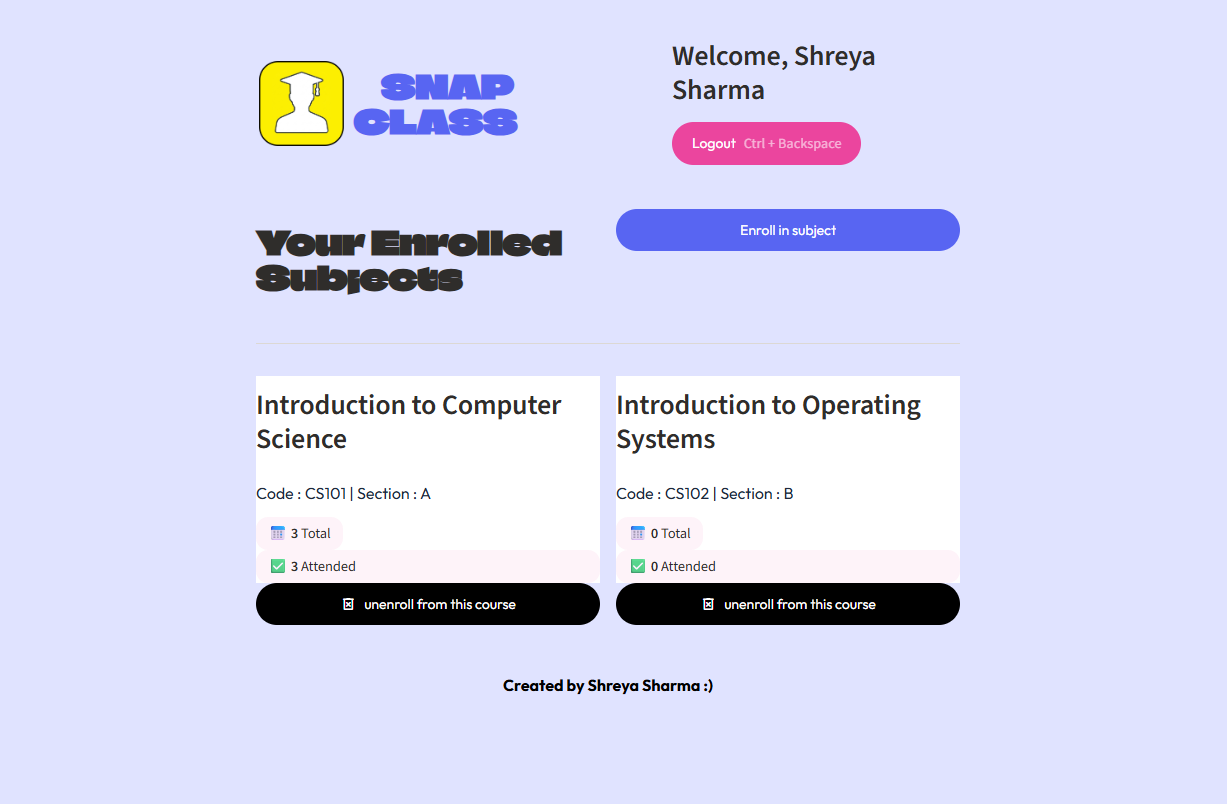 SNAP
CLASS
Welcome, Shreya
Sharma
Logout Ctrl + Backspace
Your Enrolled
Subjects
Enroll in subject
Introduction to Computer
Science
Code : CS101 | Section : A
3 Total
3 Attended
unenroll from this course
Introduction to Operating
Systems
Code : CS102 | Section : B
0 Total
0 Attended
unenroll from this course
Created by Shreya Sharma :)